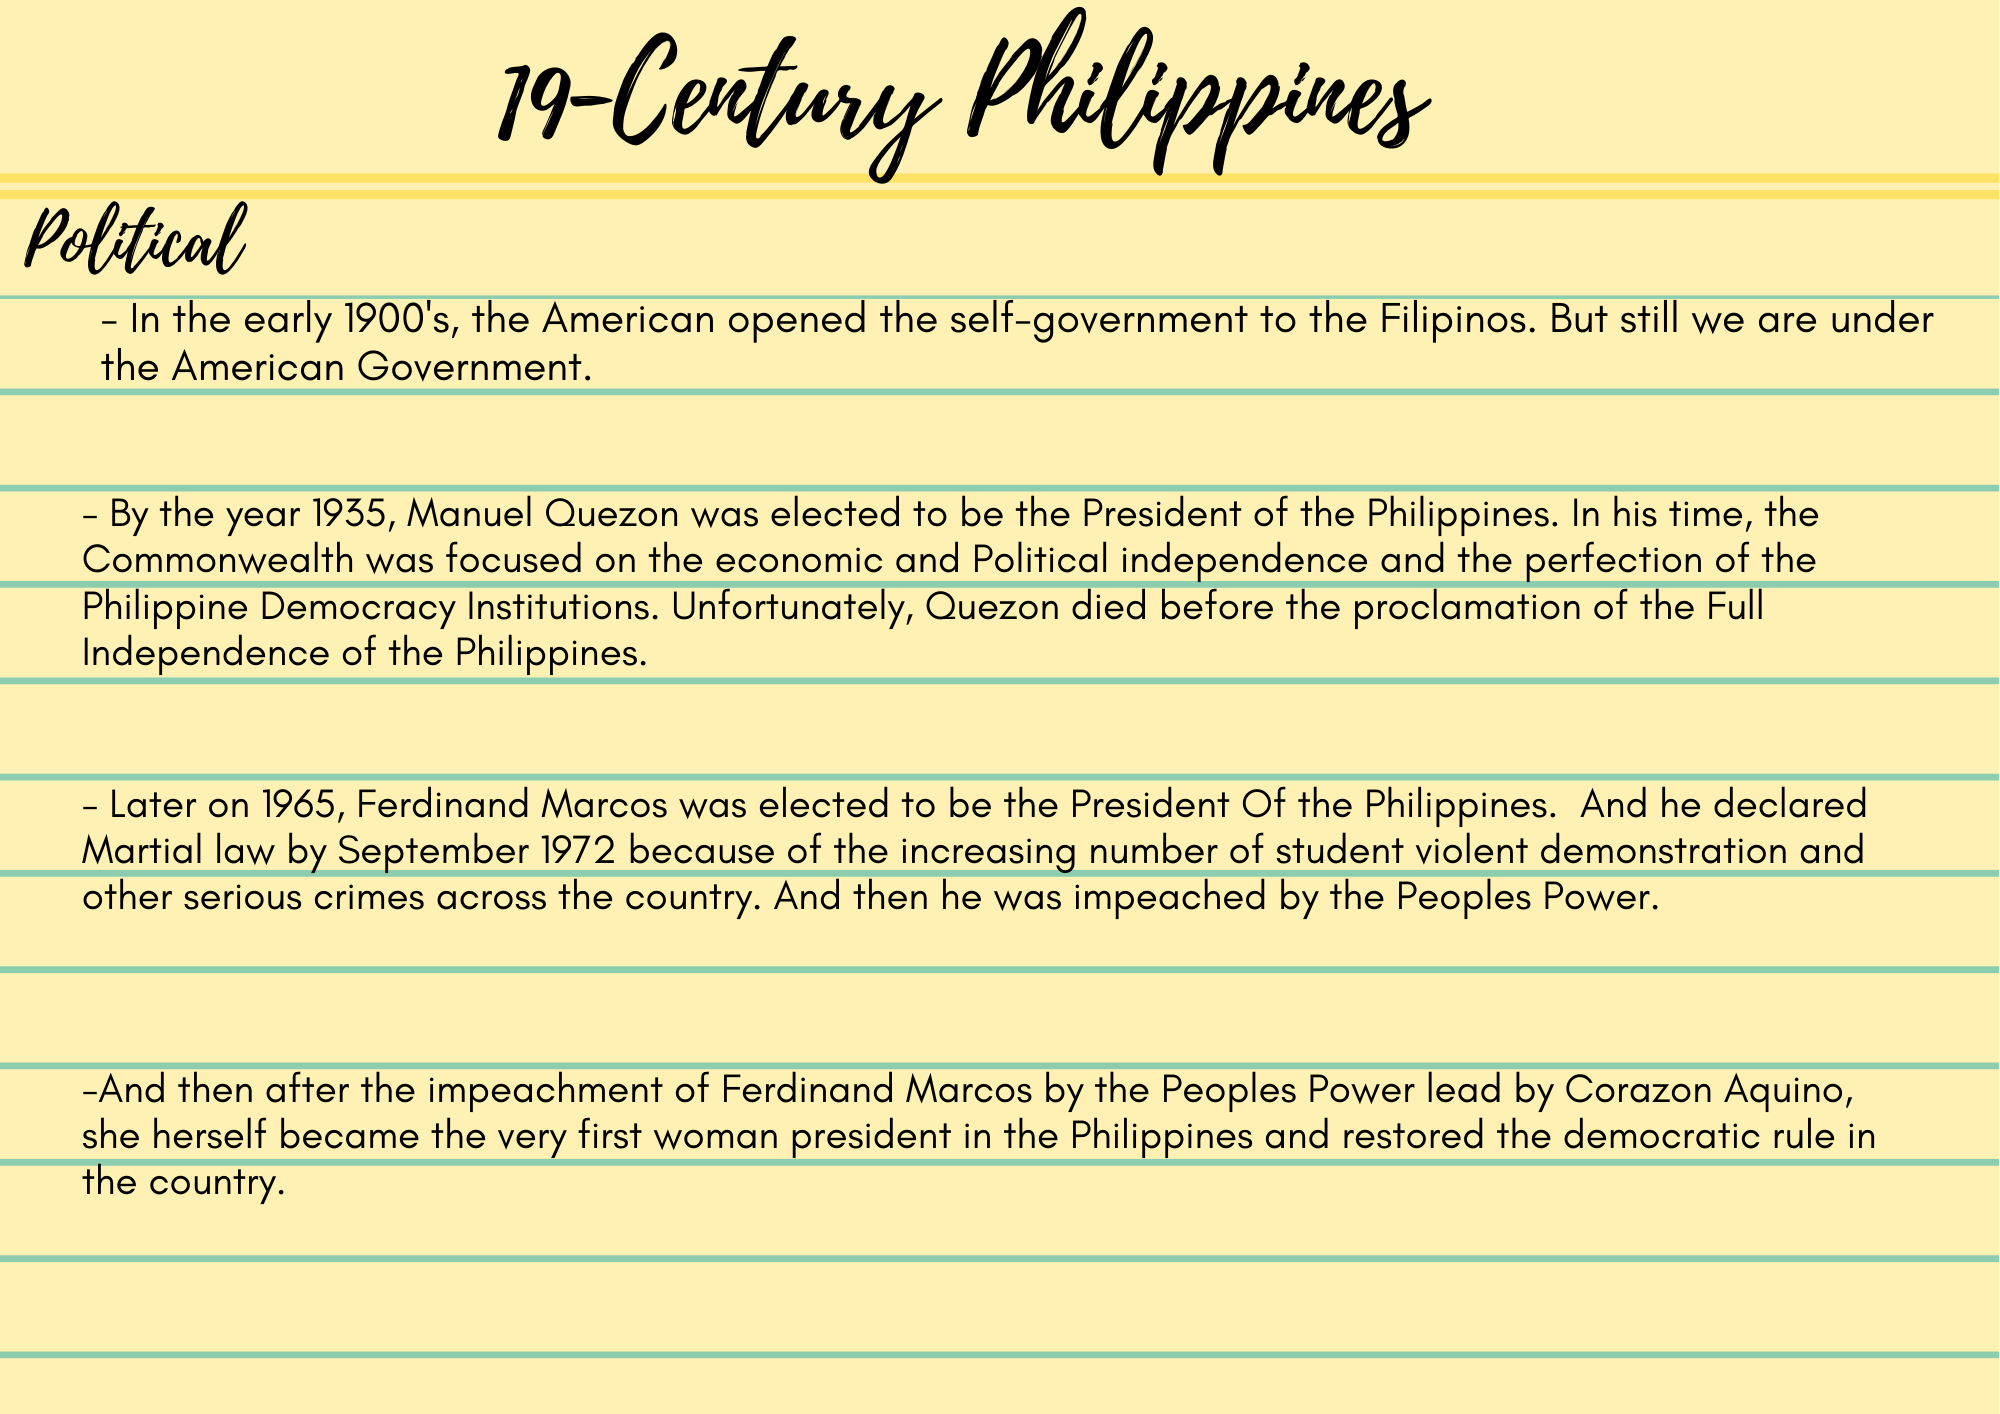 19-Century Philippines
Political
- In the early 1900's, the American opened the self-government to the Filipinos. But still we are under
the American Government.
- By the year 1935, Manuel Quezon was elected to be the President of the Philippines. In his time, the
Commonwealth was focused on the economic and Political independence and the perfection of the
Philippine Democracy Institutions. Unfortunately, Quezon died before the proclamation of the Full
Independence of the Philippines.
- Later on 1965, Ferdinand Marcos was elected to be the President Of the Philippines.  And he declared
Martial law by September 1972 because of the increasing number of student violent demonstration and
other serious crimes across the country. And then he was impeached by the Peoples Power.
-And then after the impeachment of Ferdinand Marcos by the Peoples Power lead by Corazon Aquino,
she herself became the very first woman president in the Philippines and restored the democratic rule in
the country.